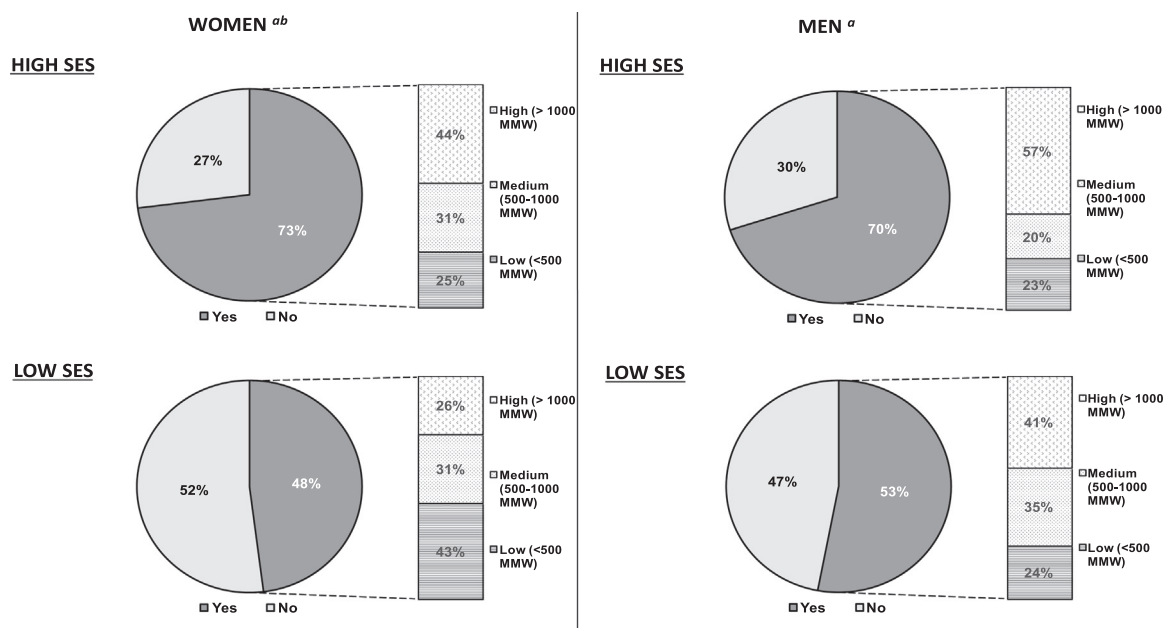 WOMEN ab
HIGH SES
27%
73%
Yes No
44%
31%
25%
High (> 1000
MMW)
Medium
(500-1000
MMW)
Low (<500
MMW)
LOW SES
52%
48%
Yes No
26%
31%
43%
High (> 1000
MMW)
Medium
(500-1000
MMW)
Low (<500
MMW)
MEN a
HIGH SES
30%
70%
Yes No
57%
20%
23%
High (> 1000
MMW)
Medium
(500-1000
MMW)
Low (<500
MMW)
LOW SES
47%
53%
Yes No
41%
35%
24%
High (> 1000
MMW)
Medium
(500-1000
MMW)
Low (<500
MMW)